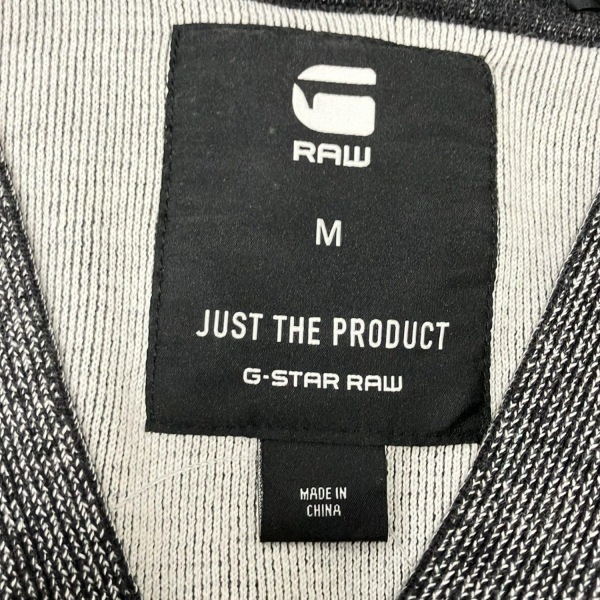 G
RAW
M
JUST THE PRODUCT
G-STAR RAW
MADE IN
CHINA